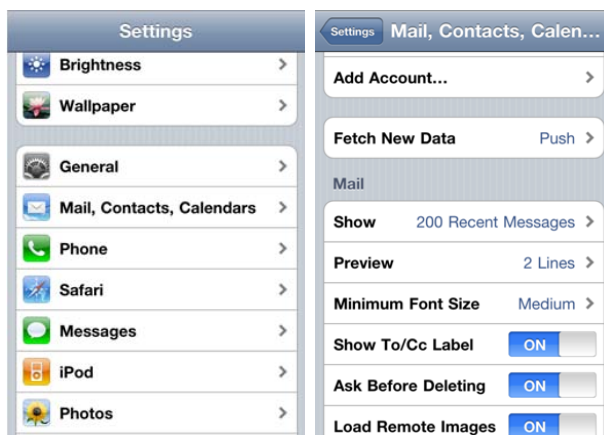 Settings
Brightness
Wallpaper
General
Mail, Contacts, Calendars
Phone
Safari
Messages
iPod
Photos
Settings Mail, Contacts, Calen...
Add Account...
Fetch New Data Push
Mail
Show 200 Recent Messages
Preview 2 Lines
Minimum Font Size Medium
Show To/Cc Label ON
Ask Before Deleting ON
Load Remote Images ON